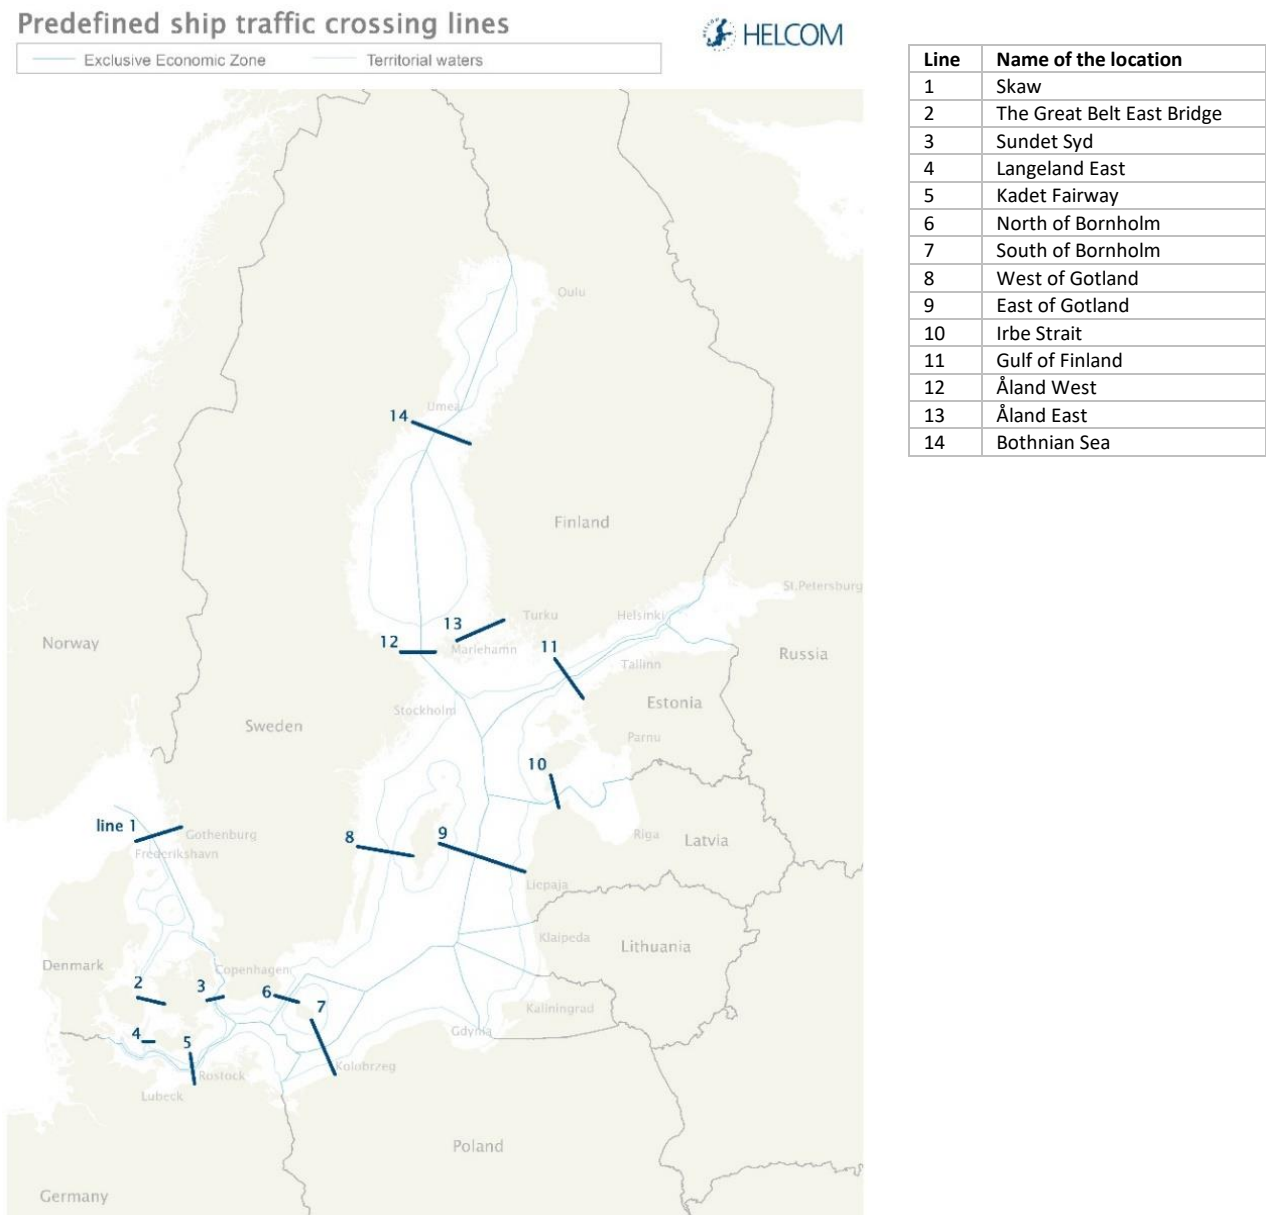 Predefined ship traffic crossing lines
HELCOM
Exclusive Economic Zone
Territorial waters
Line Name of the location
1 Skaw
2 The Great Belt East Bridge
3 Sundet Syd
4 Langeland East
5 Kadet Fairway
6 North of Bornholm
7 South of Bornholm
8 West of Gotland
9 East of Gotland
10 Irbe Strait
11 Gulf of Finland
12 Åland West
13 Åland East
14 Bothnian Sea
Oulu
Umeå
14
Finland
St.Petersburg
Turku
Helsinki
13
12
Mariehamn
11
Norway
Russia
Tallinn
Estonia
Stockholm
Sweden
Parnu
10
line 1
Gothenburg
8
9
Riga
Latvia
Frederikshavn
Liepaja
Klaipeda
Lithuania
Denmark
Copenhagen
2
3
6
7
Kaliningrad
Gdynia
4
5
Kolobrzeg
Rostock
Lubeck
Poland
Germany